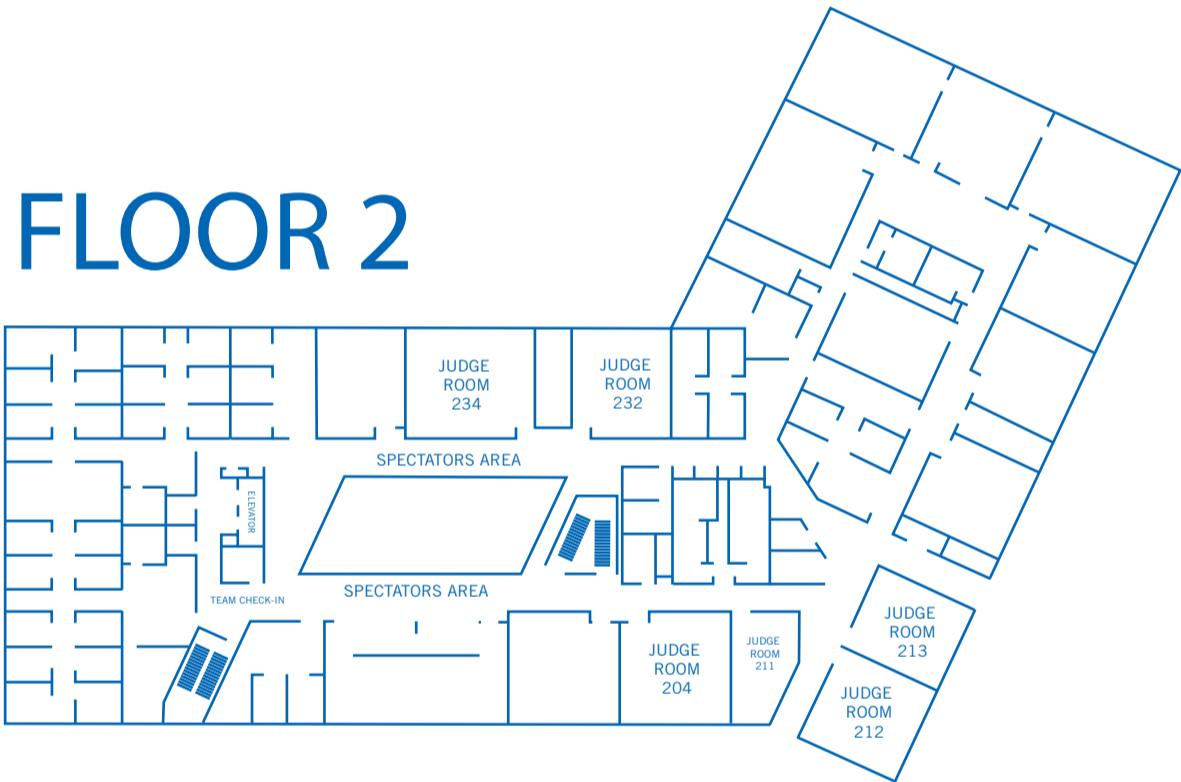 FLOOR 2
JUDGE
ROOM
234
JUDGE
ROOM
232
SPECTATORS AREA
ELEVATOR
TEAM CHECK-IN
SPECTATORS AREA
JUDGE
ROOM
204
JUDGE
ROOM
211
JUDGE
ROOM
213
JUDGE
ROOM
212